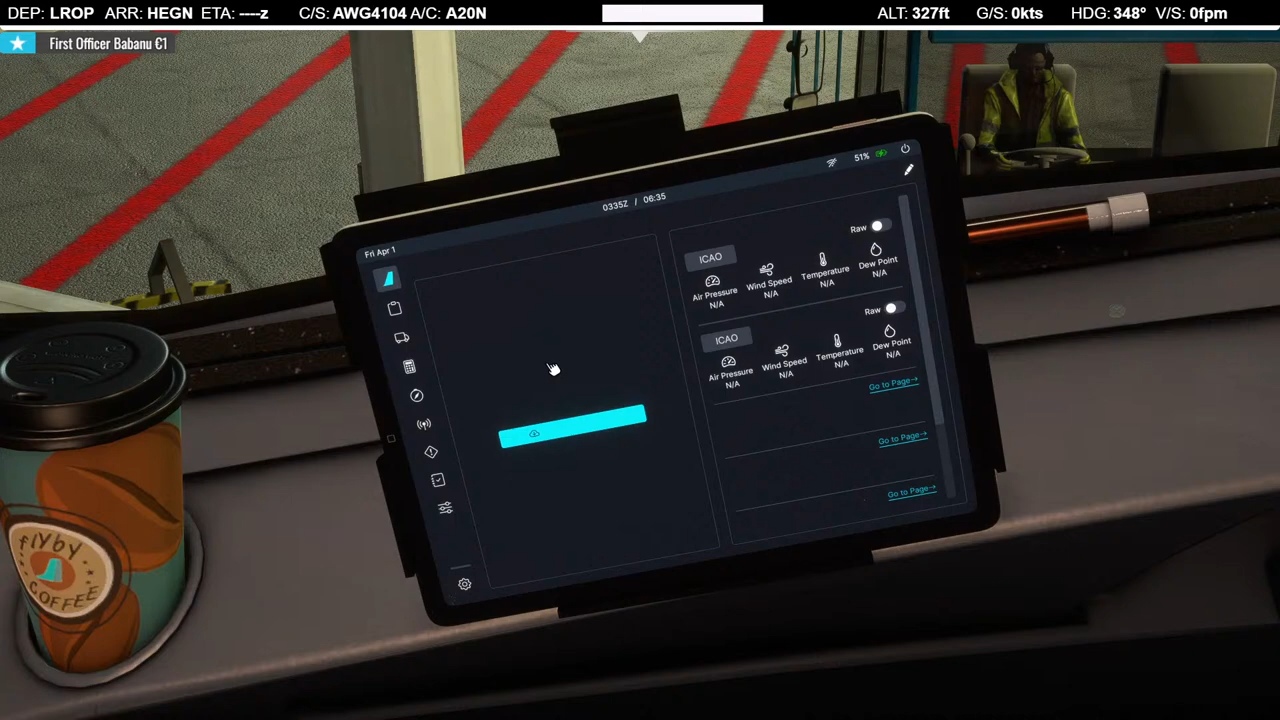 DEP: LROP ARR: HEGN ETA: ----z C/S: AWG4104 A/C: A20N ALT: 327ft G/S: 0kts HDG: 348° V/S: 0fpm
First Officer Babanu €1
51%
0335Z / 06:35
Fri Apr 1
Raw
ICAO
Air Pressure Wind Speed Temperature Dew Point
N/A N/A N/A N/A
Raw
ICAO
Air Pressure Wind Speed Temperature Dew Point
N/A N/A N/A N/A
Go to Page→
Go to Page→
Go to Page→
flyby
COFFEE